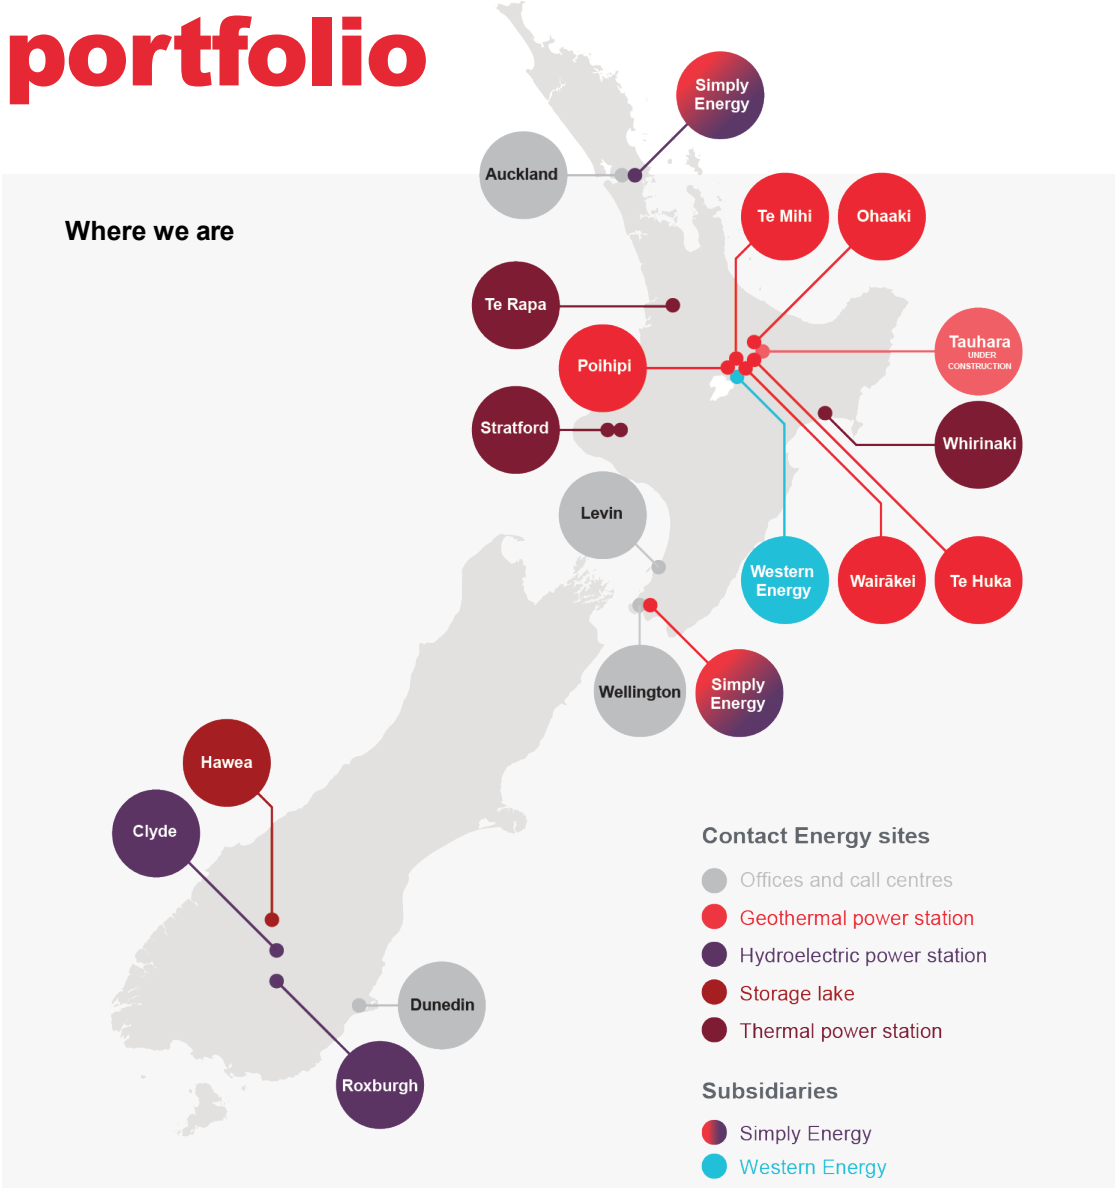 portfolio
Simply
Energy
Auckland
Te Mihi
Ohaaki
Where we are
Te Rapa
Tauhara
UNDER
CONSTRUCTION
Poihipi
Stratford
Whirinaki
Levin
Western
Energy
Wairākei
Te Huka
Wellington
Simply
Energy
Hawea
Clyde
Contact Energy sites
Offices and call centres
Geothermal power station
Hydroelectric power station
Storage lake
Dunedin
Thermal power station
Roxburgh
Subsidiaries
Simply Energy
Western Energy